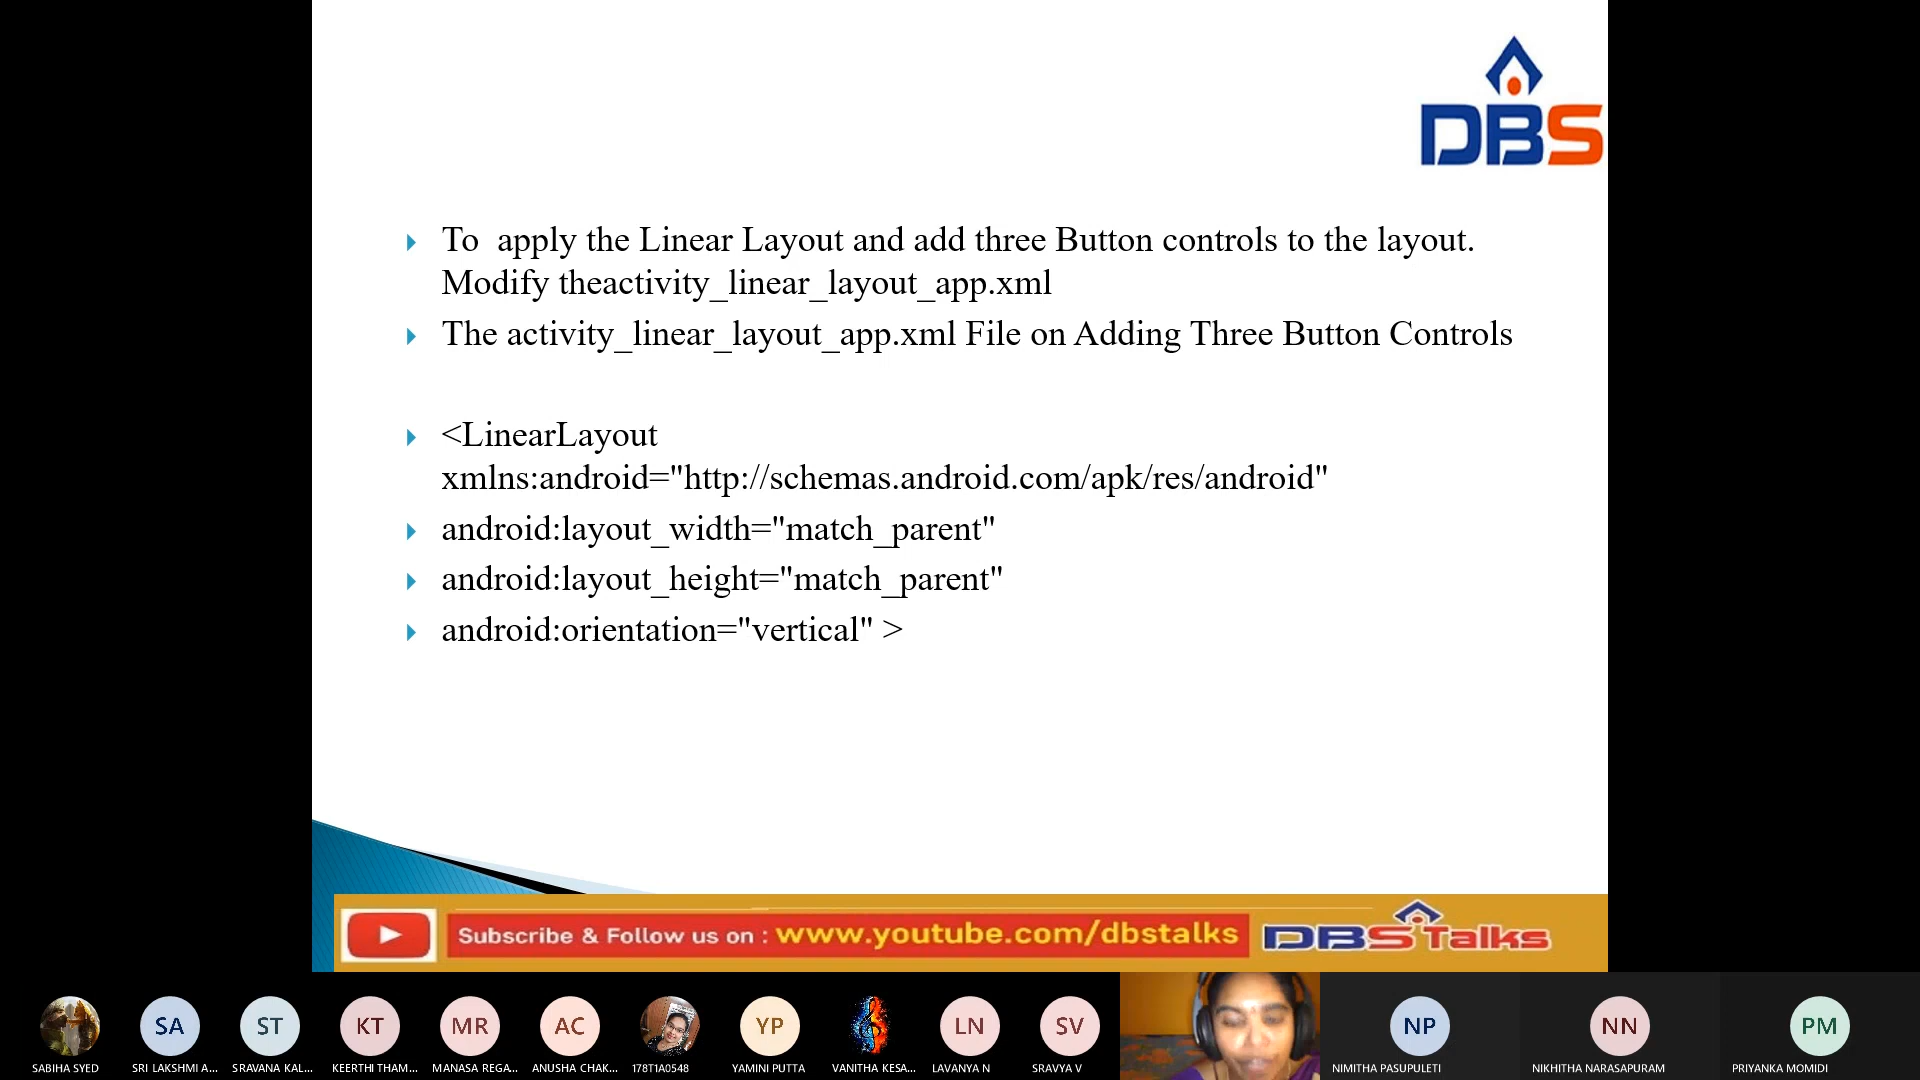 DBS
To  apply the Linear Layout and add three Button controls to the layout.
Modify theactivity_linear_layout_app.xml
The activity_linear_layout_app.xml File on Adding Three Button Controls
<LinearLayout
xmlns:android="http://schemas.android.com/apk/res/android"
android:layout_width="match_parent"
android:layout_height="match_parent"
android:orientation="vertical" >
Subscribe & Follow us on : www.youtube.com/dbstalks DBS Talks
SA ST KT MR AC YP LN SV NP NN PM
SABIHA SYED SRI LAKSHMI A... SRAVANA KAL... KEERTHI THAM... MANASA REGA... ANUSHA CHAK... 178T1A0548 YAMINI PUTTA VANITHA KESA... LAVANYA N SRAVYA V NIMITHA PASUPULETI NIKHITHA NARASAPURAM PRIYANKA MOMIDI